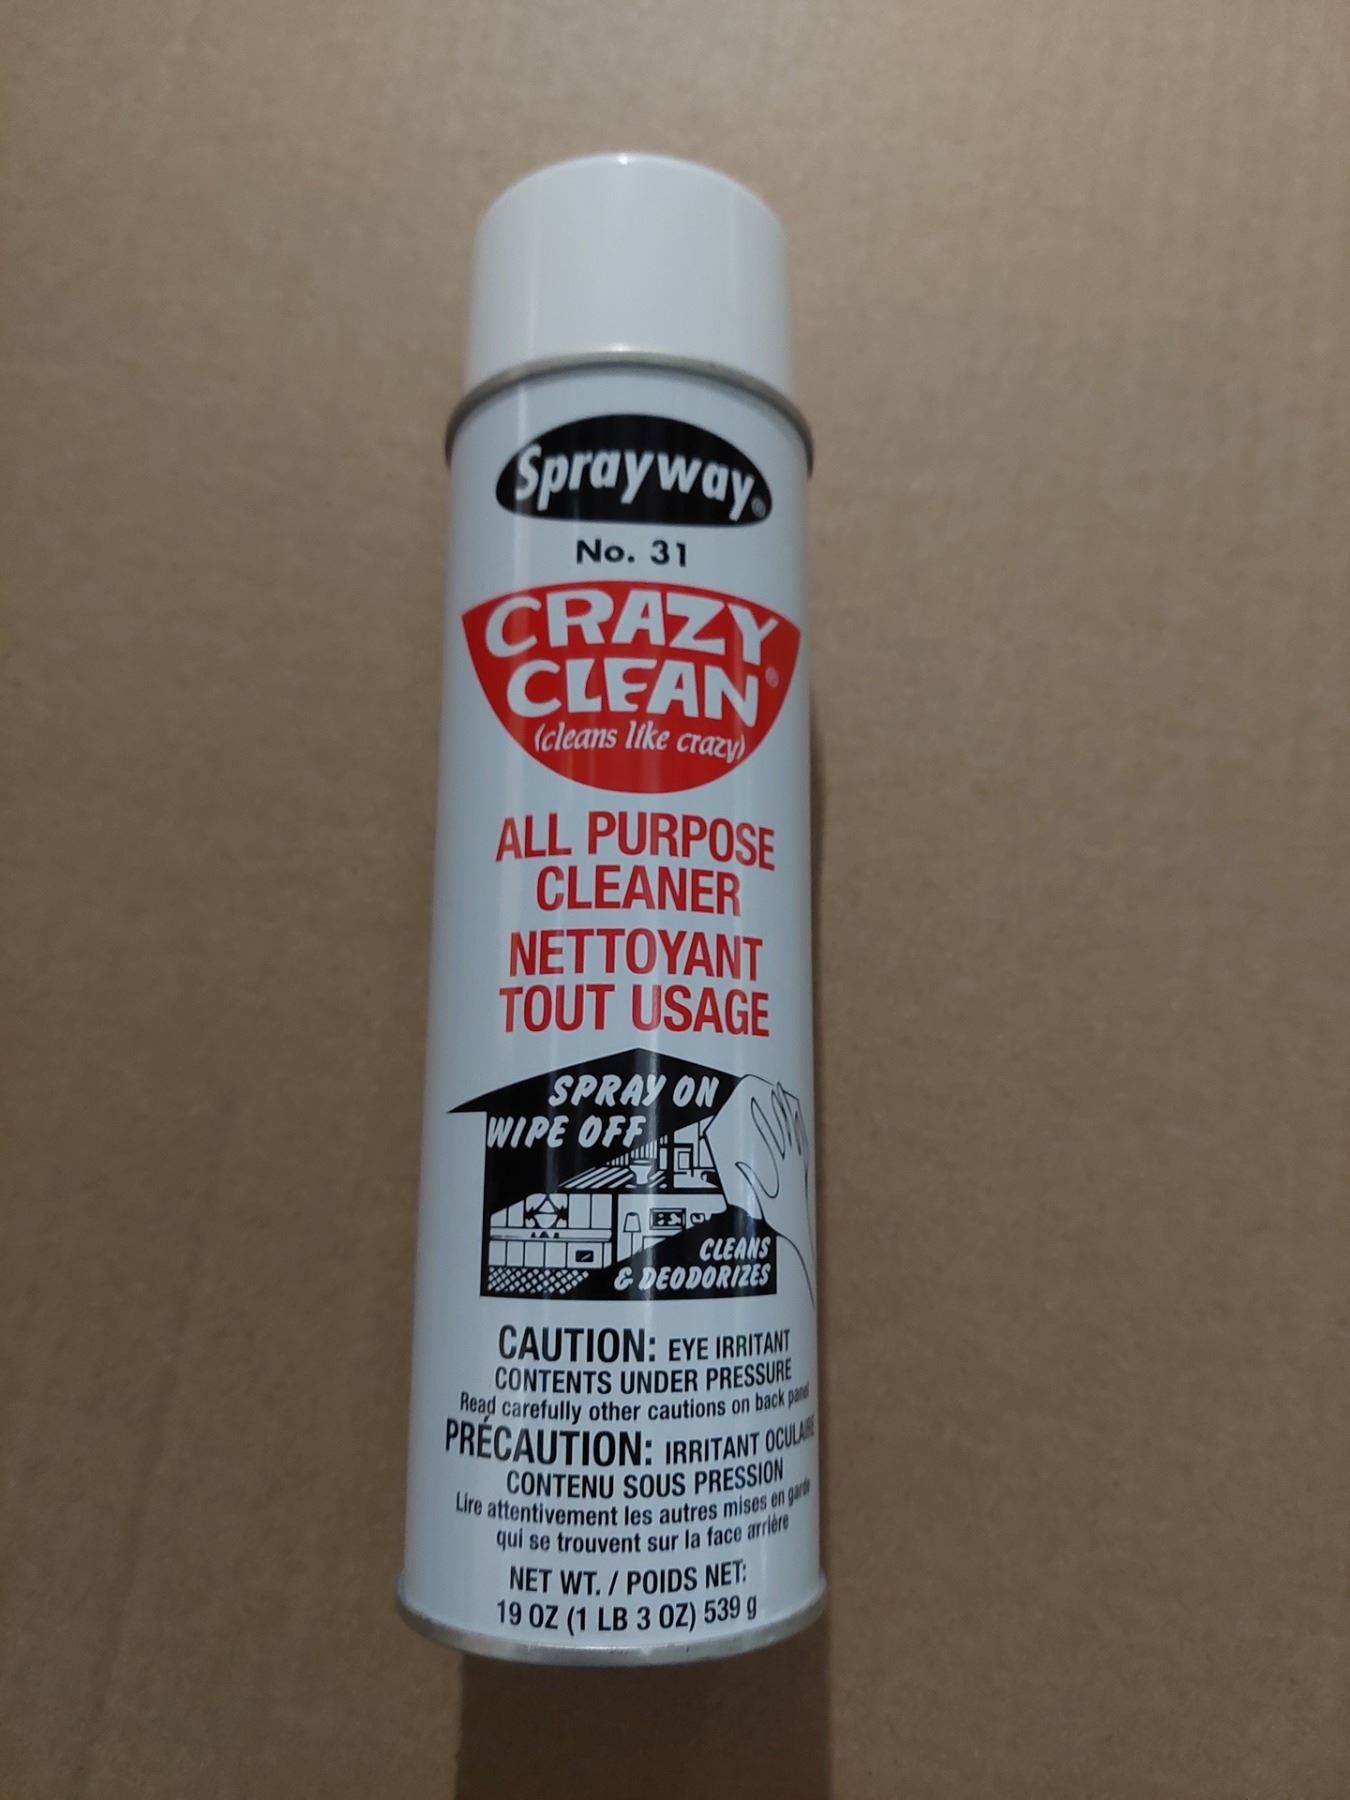 Sprayway®
No. 31
CRAZY
CLEAN®
(cleans like crazy)
ALL PURPOSE
CLEANER
NETTOYANT
TOUT USAGE
SPRAY ON
WIPE OFF
CLEANS
& DEODORIZES
CAUTION: EYE IRRITANT
CONTENTS UNDER PRESSURE
Read carefully other cautions on back panel
PRÉCAUTION: IRRITANT OCULAIRE
CONTENU SOUS PRESSION
Lire attentivement les autres mises en garde
qui se trouvent sur la face arrière
NET WT. / POIDS NET:
19 OZ (1 LB 3 OZ) 539 g